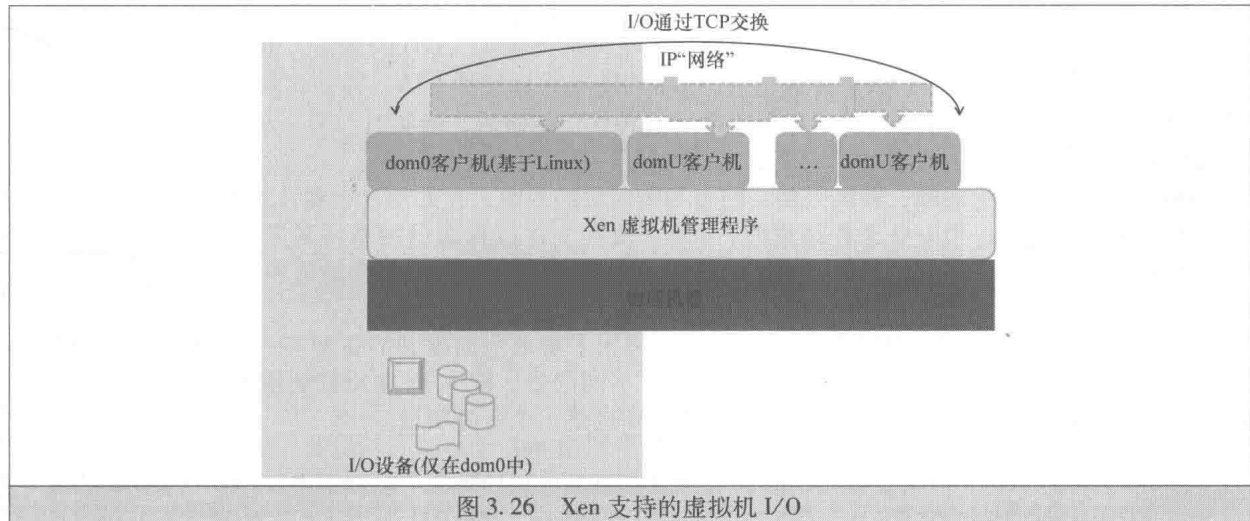 I/O通过TCP交换
IP“网络”
dom0客户机(基于Linux)
domU客户机
…
domU客户机
Xen 虚拟机管理程序
I/O设备(仅在dom0中)
图 3.26 Xen 支持的虚拟机 I/O